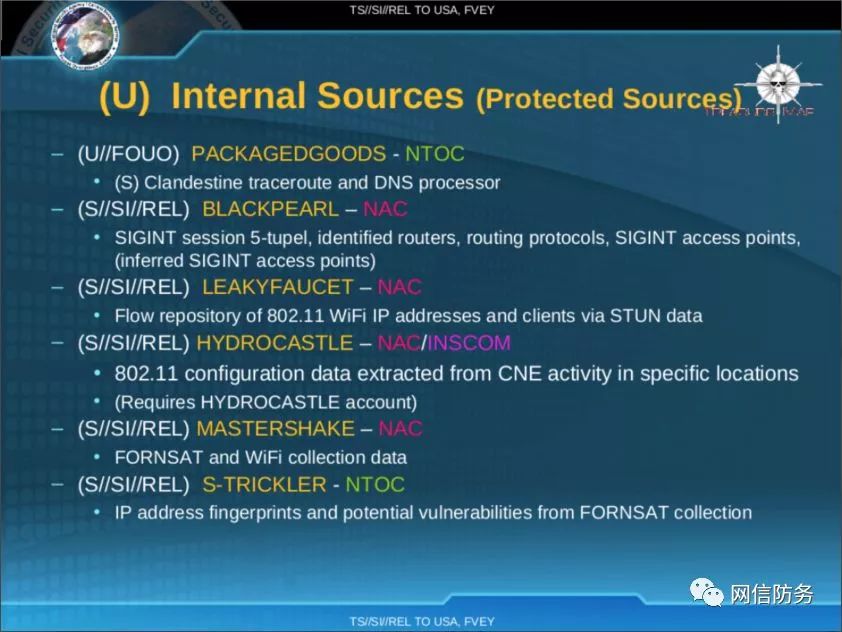 TS//SI//REL TO USA, FVEY
(U) Internal Sources (Protected Sources)
TREASURE MAP
– (U//FOUO) PACKAGEDGOODS - NTOC
• (S) Clandestine traceroute and DNS processor
– (S//SI//REL) BLACKPEARL – NAC
• SIGINT session 5-tupel, identified routers, routing protocols, SIGINT access points,
(inferred SIGINT access points)
– (S//SI//REL) LEAKYFAUCET – NAC
• Flow repository of 802.11 WiFi IP addresses and clients via STUN data
– (S//SI//REL) HYDROCASTLE – NAC/INSCOM
• 802.11 configuration data extracted from CNE activity in specific locations
• (Requires HYDROCASTLE account)
– (S//SI//REL) MASTERSHAKE – NAC
• FORNSAT and WiFi collection data
– (S//SI//REL) S-TRICKLER - NTOC
• IP address fingerprints and potential vulnerabilities from FORNSAT collection
网信防务
TS//SI//REL TO USA, FVEY